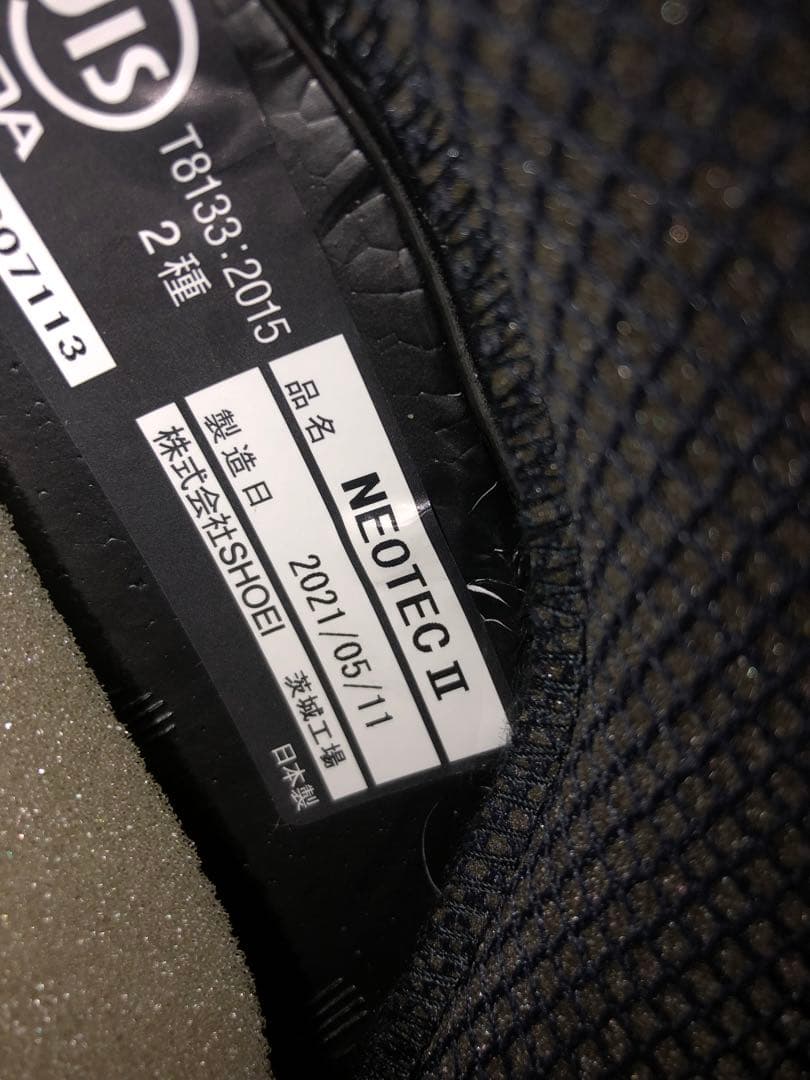 JIS
T8133:2015
2種
07113
品名 NEOTEC II
製造日 2021/05/11
株式会社SHOEI 茨城工場
日本製